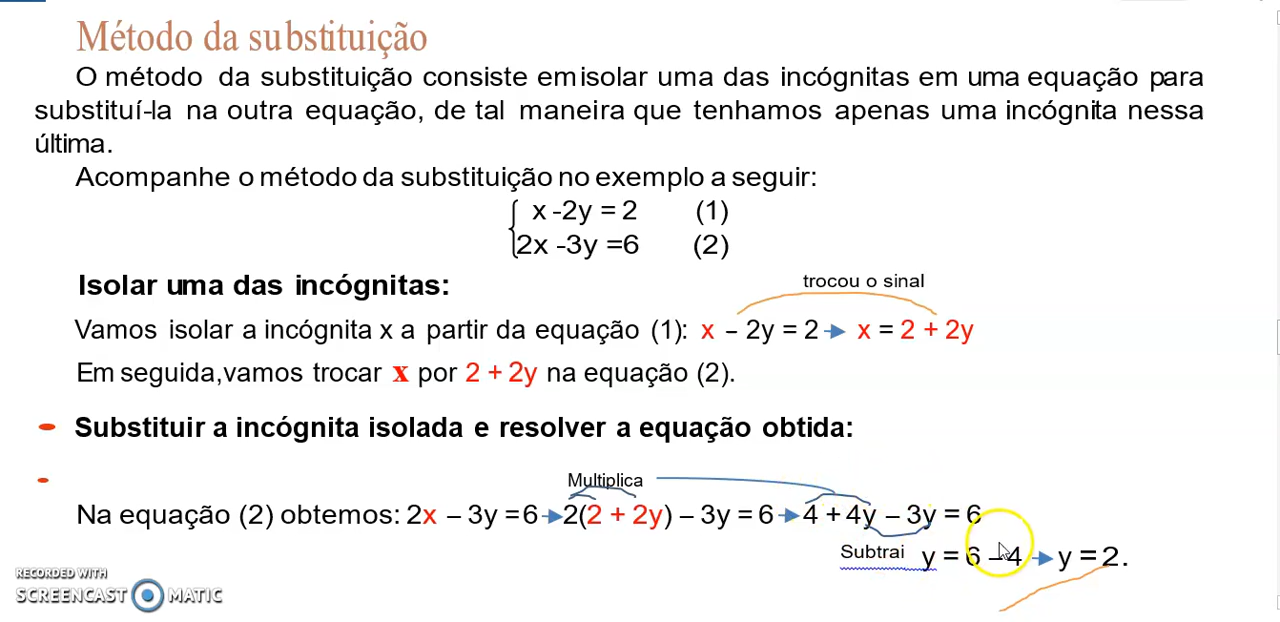 Método da substituição
O método da substituição consiste em isolar uma das incógnitas em uma equação para
substituí-la na outra equação, de tal maneira que tenhamos apenas uma incógnita nessa
última.
Acompanhe o método da substituição no exemplo a seguir:
x -2y = 2 (1)
2x -3y =6 (2)
Isolar uma das incógnitas:
trocou o sinal
Vamos isolar a incógnita x a partir da equação (1): x – 2y = 2 → x = 2 + 2y
Em seguida,vamos trocar x por 2 + 2y na equação (2).
Substituir a incógnita isolada e resolver a equação obtida:
Multiplica
Na equação (2) obtemos: 2x – 3y = 6 → 2(2 + 2y) – 3y = 6 → 4 + 4y – 3y = 6
Subtrai y = 6 – 4 → y = 2.
RECORDED WITH
SCREENCAST MATIC